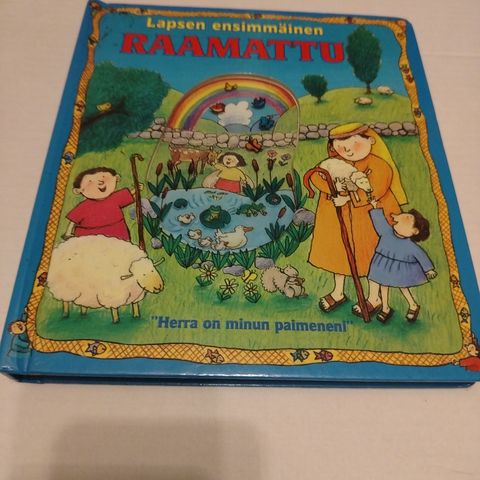 Lapsen ensimmäinen
RAAMATTU
"Herra on minun paimeneni"